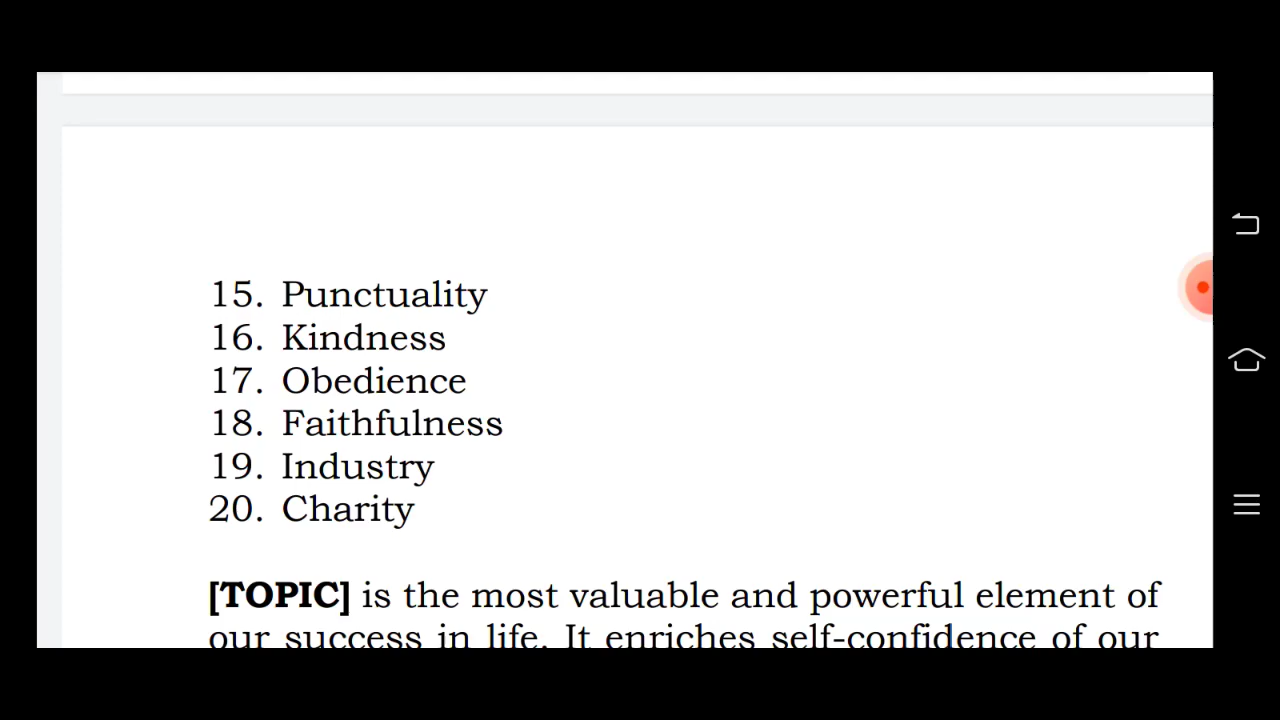 15. Punctuality
16. Kindness
17. Obedience
18. Faithfulness
19. Industry
20. Charity
[TOPIC] is the most valuable and powerful element of
our success in life. It enriches self-confidence of our